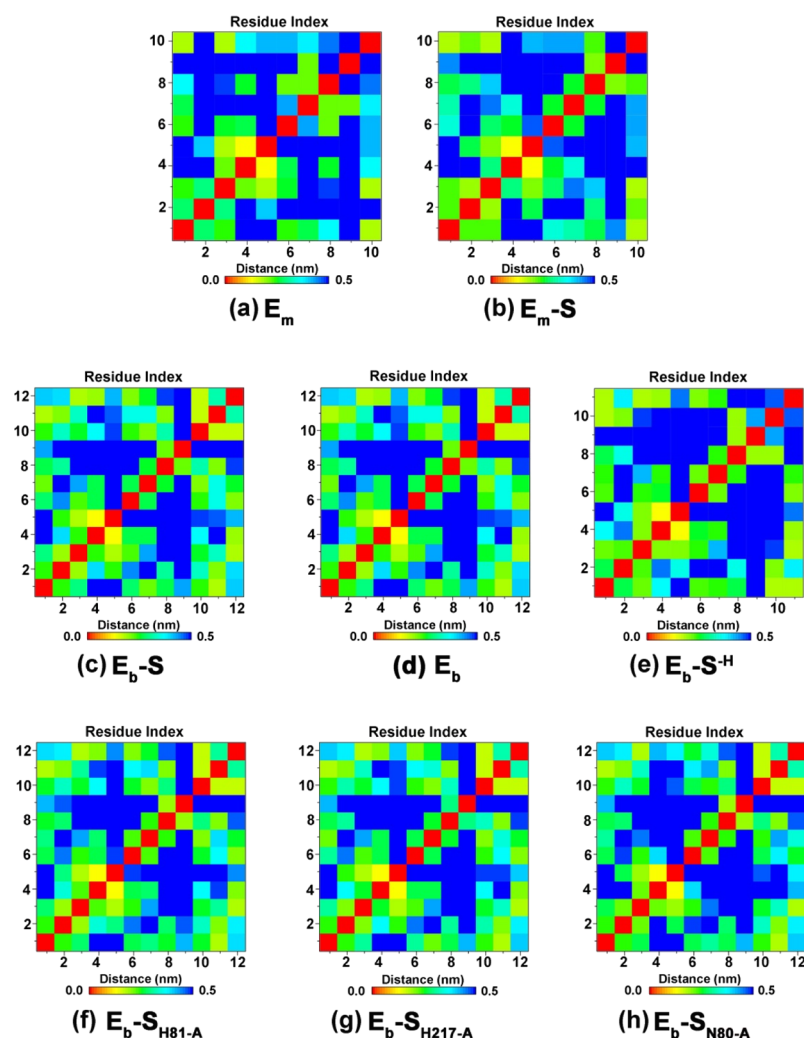 Residue Index
Residue Index
10
8
6
4
2
2 4 6 8 10
10
8
6
4
2
2 4 6 8 10
Distance (nm)
0.0 0.5
Distance (nm)
0.0 0.5
(a) Em
(b) Em-S
Residue Index
Residue Index
Residue Index
12
10
8
6
4
2
2 4 6 8 10 12
12
10
8
6
4
2
2 4 6 8 10 12
10
8
6
4
2
2 4 6 8 10
Distance (nm)
0.0 0.5
Distance (nm)
0.0 0.5
Distance (nm)
0.0 0.5
(c) Eb-S
(d) Eb
(e) Eb-S-H
Residue Index
Residue Index
Residue Index
12
10
8
6
4
2
2 4 6 8 10 12
12
10
8
6
4
2
2 4 6 8 10 12
12
10
8
6
4
2
2 4 6 8 10 12
Distance (nm)
0.0 0.5
Distance (nm)
0.0 0.5
Distance (nm)
0.0 0.5
(f) Eb-SH81-A
(g) Eb-SH217-A
(h) Eb-SN80-A